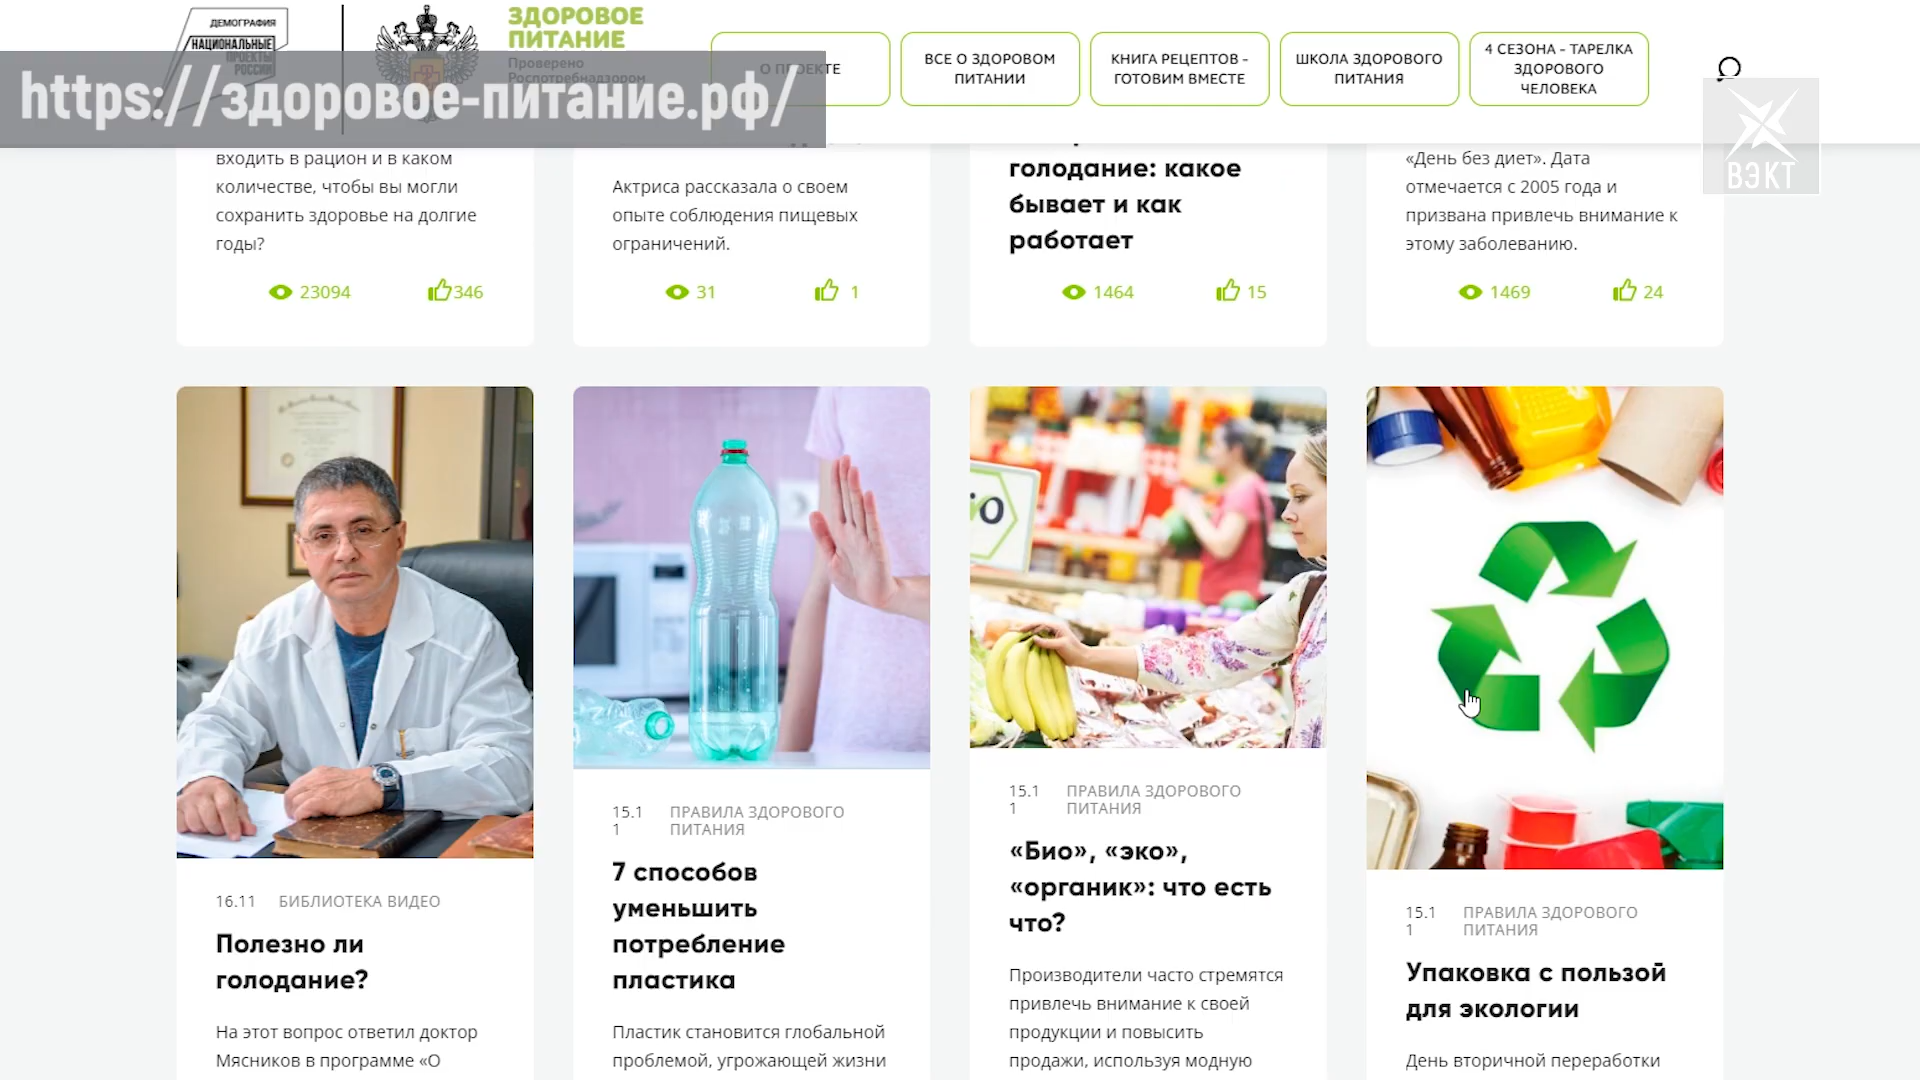 ДЕМОГРАФИЯ
НАЦИОНАЛЬНЫЕ
ПРОЕКТЫ
РОССИИ
ЗДОРОВОЕ
ПИТАНИЕ
Проверено
Роспотребнадзором
https://здоровое-питание.рф/
О ПРОЕКТЕ
ВСЕ О ЗДОРОВОМ
ПИТАНИИ
КНИГА РЕЦЕПТОВ –
ГОТОВИМ ВМЕСТЕ
ШКОЛА ЗДОРОВОГО
ПИТАНИЯ
4 СЕЗОНА - ТАРЕЛКА
ЗДОРОВОГО
ЧЕЛОВЕКА
ВЭКТ
входить в рацион и в каком
количестве, чтобы вы могли
сохранить здоровье на долгие
годы?
23094 346
Актриса рассказала о своем
опыте соблюдения пищевых
ограничений.
31 1
голодание: какое
бывает и как
работает
1464 15
«День без диет». Дата
отмечается с 2005 года и
призвана привлечь внимание к
этому заболеванию.
1469 24
16.11 БИБЛИОТЕКА ВИДЕО
Полезно ли
голодание?
На этот вопрос ответил доктор
Мясников в программе «О
15.1 ПРАВИЛА ЗДОРОВОГО
1 ПИТАНИЯ
7 способов
уменьшить
потребление
пластика
Пластик становится глобальной
проблемой, угрожающей жизни
15.1 ПРАВИЛА ЗДОРОВОГО
1 ПИТАНИЯ
«Био», «эко»,
«органик»: что есть
что?
Производители часто стремятся
привлечь внимание к своей
продукции и повысить
продажи, используя модную
15.1 ПРАВИЛА ЗДОРОВОГО
1 ПИТАНИЯ
Упаковка с пользой
для экологии
День вторичной переработки